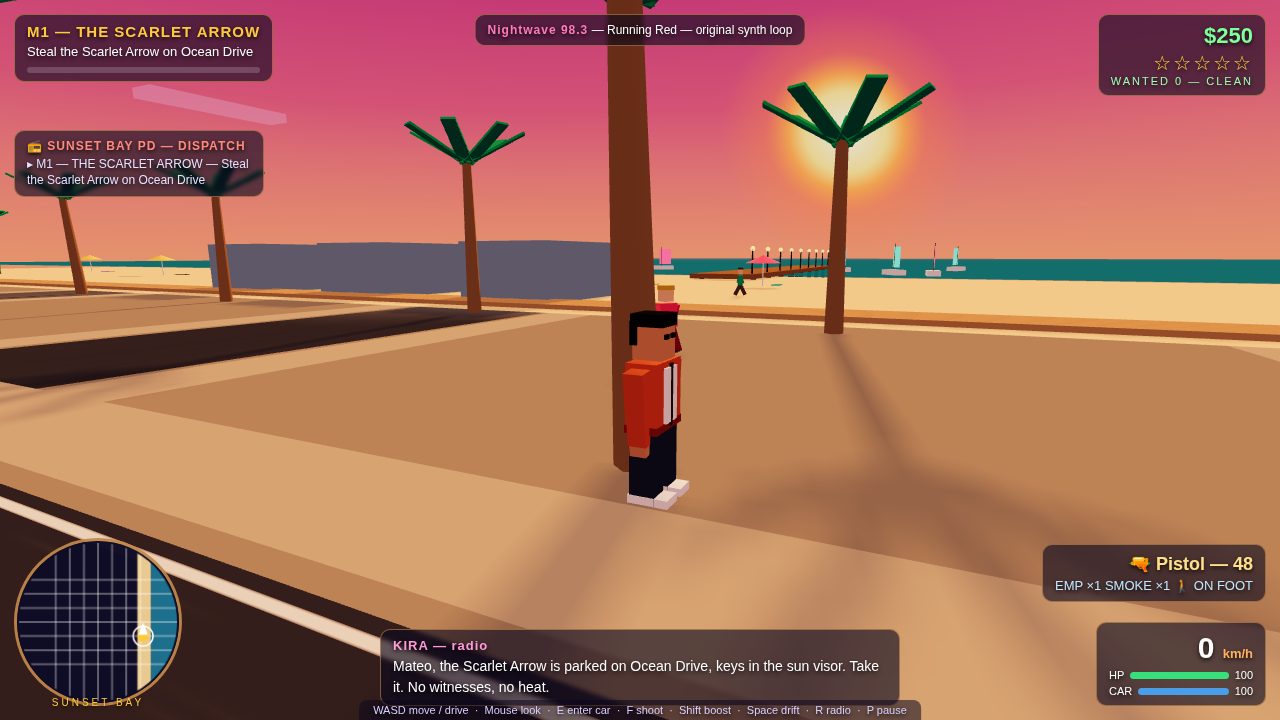 M1 — THE SCARLET ARROW
Steal the Scarlet Arrow on Ocean Drive
Nightwave 98.3 — Running Red — original synth loop
$250
☆☆☆☆☆
WANTED 0 — CLEAN
📻 SUNSET BAY PD — DISPATCH
▸ M1 — THE SCARLET ARROW — Steal
the Scarlet Arrow on Ocean Drive
🔫 Pistol — 48
EMP ×1 SMOKE ×1 🚶 ON FOOT
KIRA — radio
Mateo, the Scarlet Arrow is parked on Ocean Drive, keys in the sun visor. Take
it. No witnesses, no heat.
0 km/h
HP 100
CAR 100
SUNSET BAY
WASD move / drive · Mouse look · E enter car · F shoot · Shift boost · Space drift · R radio · P pause